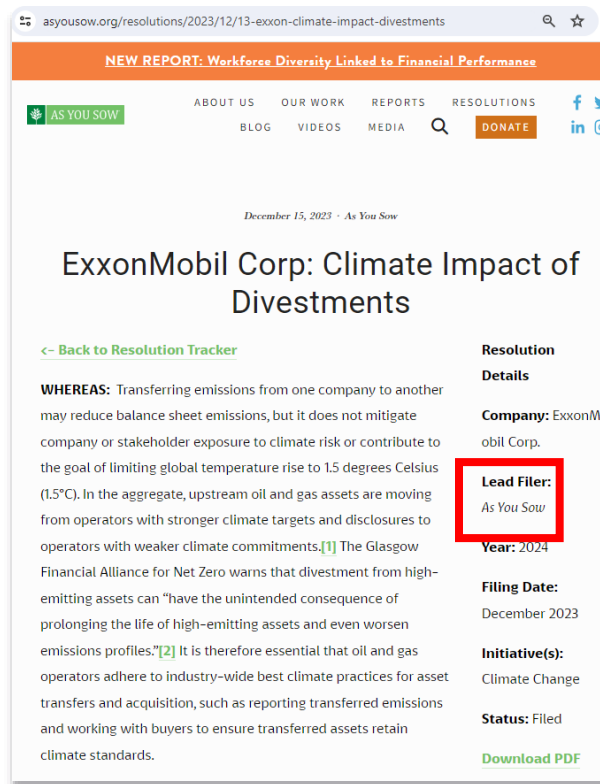 asyousow.org/resolutions/2023/12/13-exxon-climate-impact-divestments
NEW REPORT: Workforce Diversity Linked to Financial Performance
AS YOU SOW
ABOUT US OUR WORK REPORTS RESOLUTIONS
BLOG VIDEOS MEDIA DONATE
December 15, 2023 · As You Sow
ExxonMobil Corp: Climate Impact of
Divestments
<- Back to Resolution Tracker
WHEREAS: Transferring emissions from one company to another
may reduce balance sheet emissions, but it does not mitigate
company or stakeholder exposure to climate risk or contribute to
the goal of limiting global temperature rise to 1.5 degrees Celsius
(1.5°C). In the aggregate, upstream oil and gas assets are moving
from operators with stronger climate targets and disclosures to
operators with weaker climate commitments.[1] The Glasgow
Financial Alliance for Net Zero warns that divestment from high-
emitting assets can “have the unintended consequence of
prolonging the life of high-emitting assets and even worsen
emissions profiles.”[2] It is therefore essential that oil and gas
operators adhere to industry-wide best climate practices for asset
transfers and acquisition, such as reporting transferred emissions
and working with buyers to ensure transferred assets retain
climate standards.
Resolution
Details
Company: ExxonM
obil Corp.
Lead Filer:
As You Sow
Year: 2024
Filing Date:
December 2023
Initiative(s):
Climate Change
Status: Filed
Download PDF